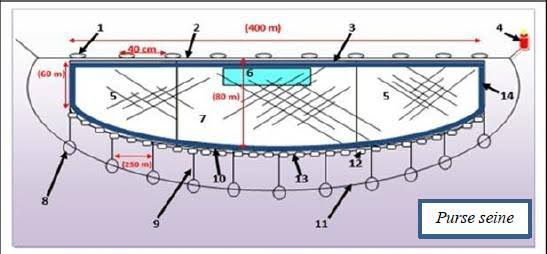 1 2 (400 m) 3 4
40 cm
(60 m) 6
5 (80 m) 5 14
7
(250 m) 12
8 9 10 13 11
Purse seine